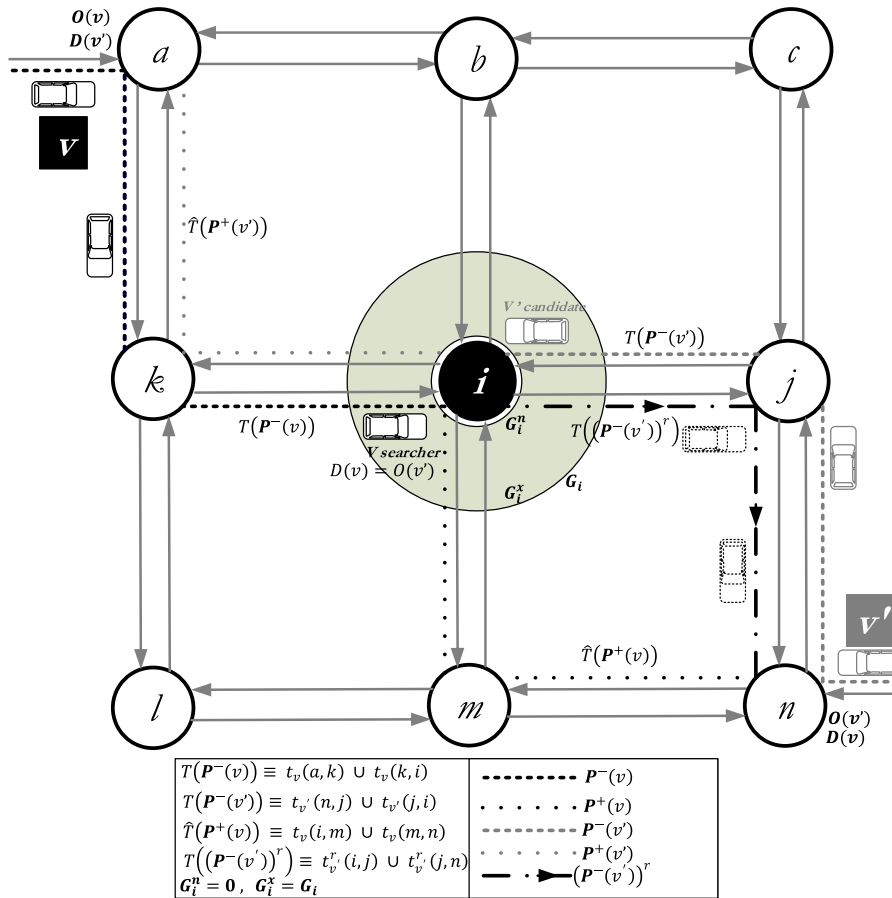 O(v)
D(v')
a
b
c
V
T̂(P⁺(v'))
V' candidate
T(P⁻(v'))
k
i
j
T(P⁻(v))
V searcher
D(v) = O(v')
G_i^n
T((P⁻(v'))^r)
G_i^x
G_i
V'
T̂(P⁺(v))
l
m
n
O(v')
D(v)
T(P⁻(v)) ≡ t_v(a,k) ∪ t_v(k,i)
T(P⁻(v')) ≡ t_v'(n,j) ∪ t_v'(j,i)
T̂(P⁺(v)) ≡ t_v(i,m) ∪ t_v(m,n)
T((P⁻(v'))^r) ≡ t_v'^r(i,j) ∪ t_v'^r(j,n)
G_i^n = 0 , G_i^x = G_i
P⁻(v)
P⁺(v)
P⁻(v')
P⁺(v')
(P⁻(v'))^r